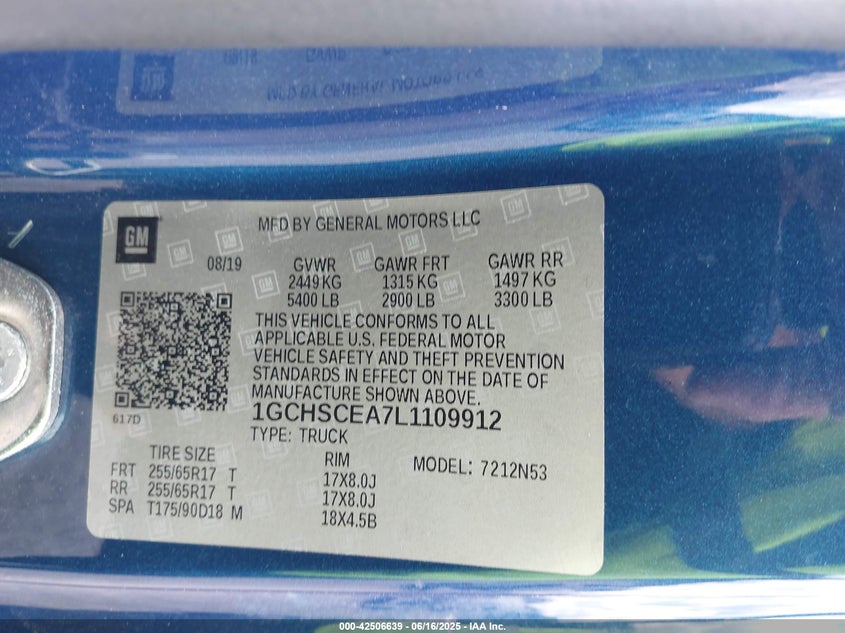 GM
MFD BY GENERAL MOTORS LLC
08/19 GVWR GAWR FRT GAWR RR
2449 KG 1315 KG 1497 KG
5400 LB 2900 LB 3300 LB
THIS VEHICLE CONFORMS TO ALL
APPLICABLE U.S. FEDERAL MOTOR
VEHICLE SAFETY AND THEFT PREVENTION
STANDARDS IN EFFECT ON THE DATE OF
MANUFACTURE SHOWN ABOVE.
617D
1GCHSCEA7L1109912
TYPE: TRUCK
TIRE SIZE RIM MODEL: 7212N53
FRT 255/65R17 T 17X8.0J
RR 255/65R17 T 17X8.0J
SPA T175/90D18 M 18X4.5B
000-42506639 - 06/16/2025 - IAA Inc.